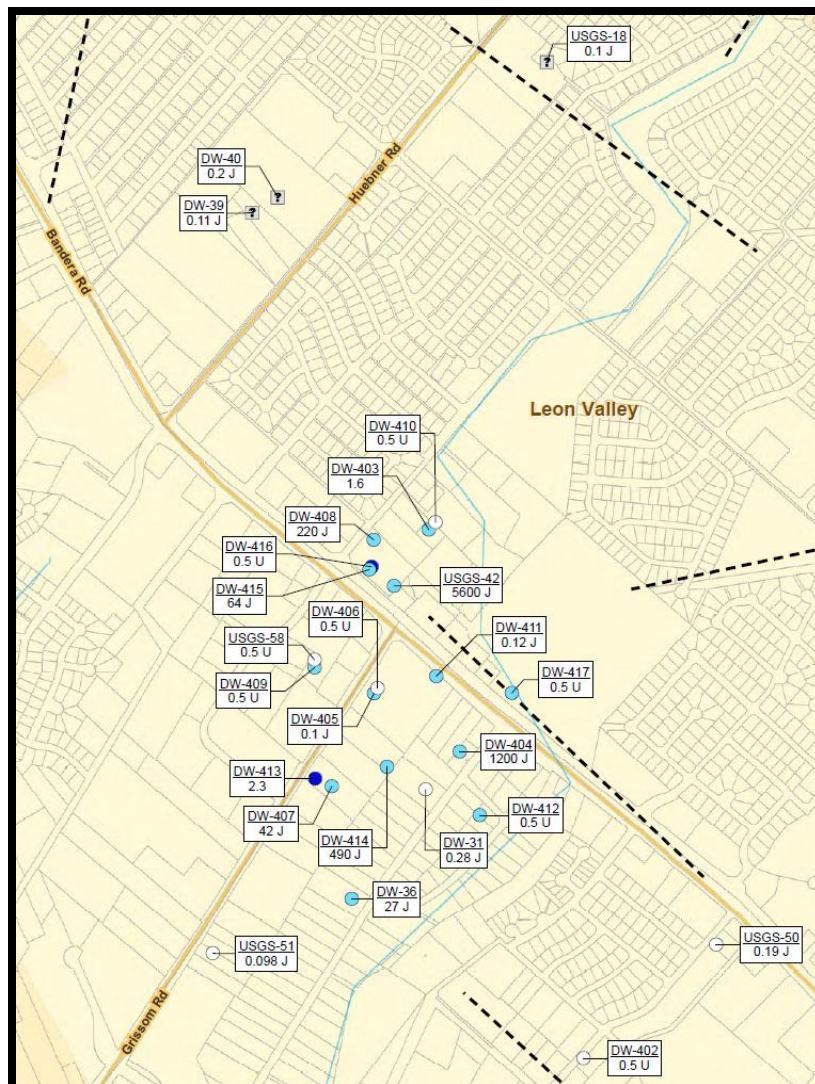 USGS-18
0.1 J
?
DW-40
0.2 J
?
DW-39
0.11 J
?
Huebner Rd
Bandera Rd
Leon Valley
DW-410
0.5 U
DW-403
1.6
DW-408
220 J
DW-416
0.5 U
DW-415
64 J
USGS-42
5600 J
DW-406
0.5 U
DW-411
0.12 J
USGS-58
0.5 U
DW-417
0.5 U
DW-409
0.5 U
DW-405
0.1 J
DW-404
1200 J
DW-413
2.3
DW-407
42 J
DW-412
0.5 U
DW-414
490 J
DW-31
0.28 J
DW-36
27 J
USGS-51
0.098 J
USGS-50
0.19 J
Grissom Rd
DW-402
0.5 U